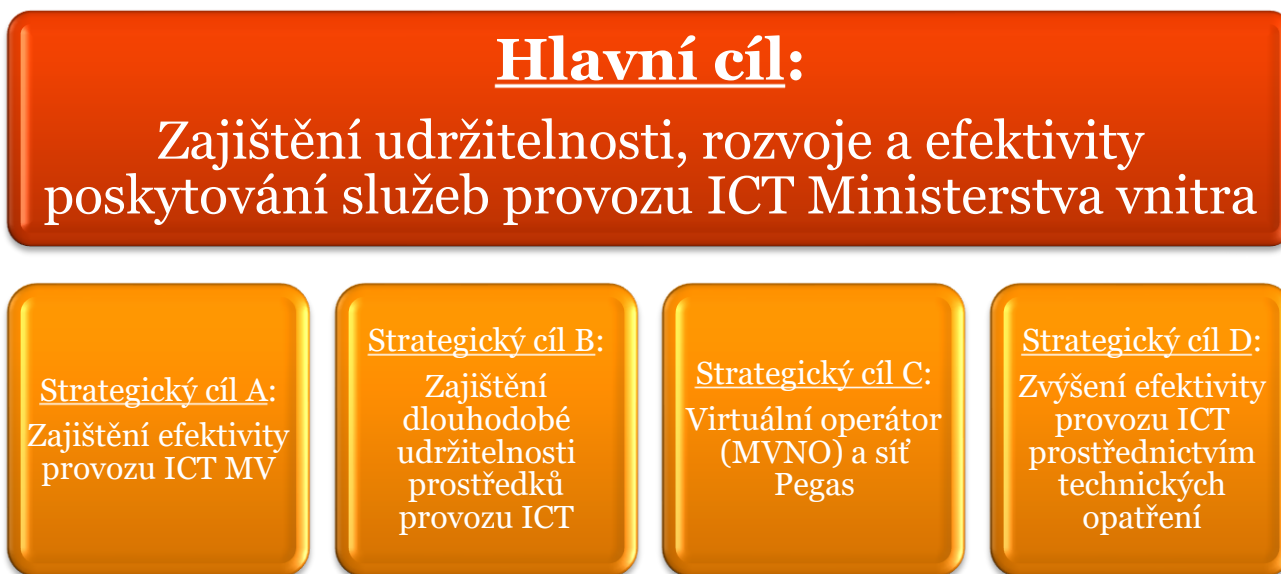 Hlavní cíl:
Zajištění udržitelnosti, rozvoje a efektivity
poskytování služeb provozu ICT Ministerstva vnitra
Strategický cíl A:
Zajištění efektivity
provozu ICT MV
Strategický cíl B:
Zajištění
dlouhodobé
udržitelnosti
prostředků
provozu ICT
Strategický cíl C:
Virtuální operátor
(MVNO) a síť
Pegas
Strategický cíl D:
Zvýšení efektivity
provozu ICT
prostřednictvím
technických
opatření